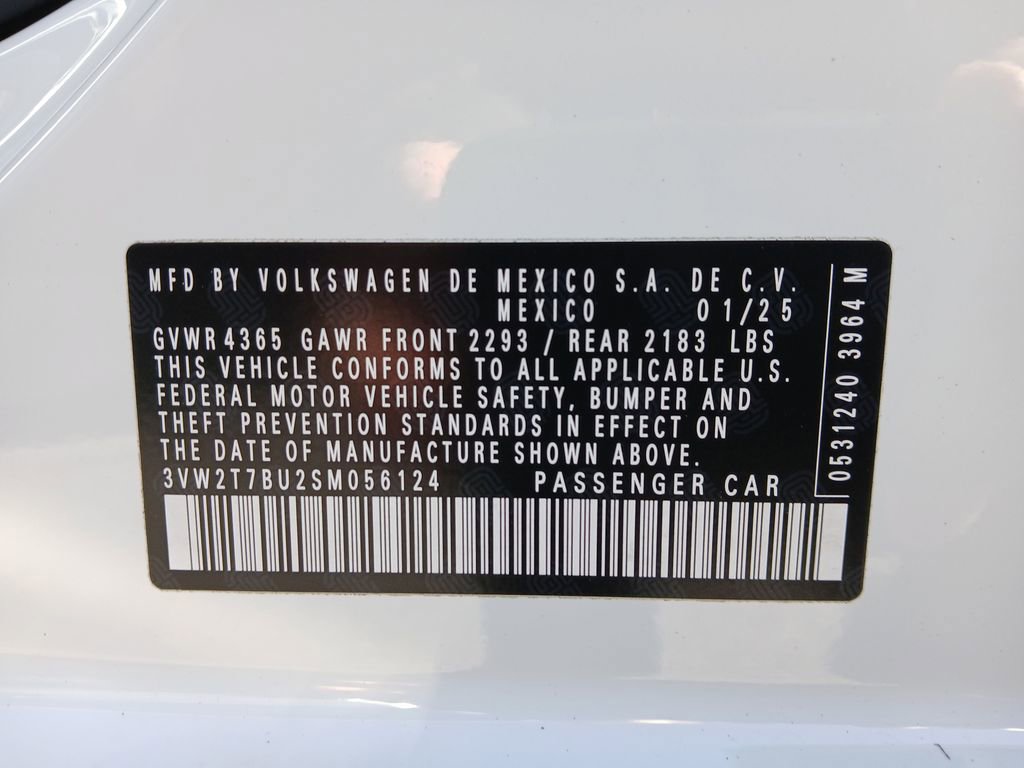 MFD BY VOLKSWAGEN DE MEXICO S.A. DE C.V.
MEXICO 01/25
GVWR 4365 GAWR FRONT 2293 / REAR 2183 LBS
THIS VEHICLE CONFORMS TO ALL APPLICABLE U.S.
FEDERAL MOTOR VEHICLE SAFETY, BUMPER AND
THEFT PREVENTION STANDARDS IN EFFECT ON
THE DATE OF MANUFACTURE SHOWN ABOVE.
3VW2T7BU2SM056124 PASSENGER CAR
0531240 3964 M